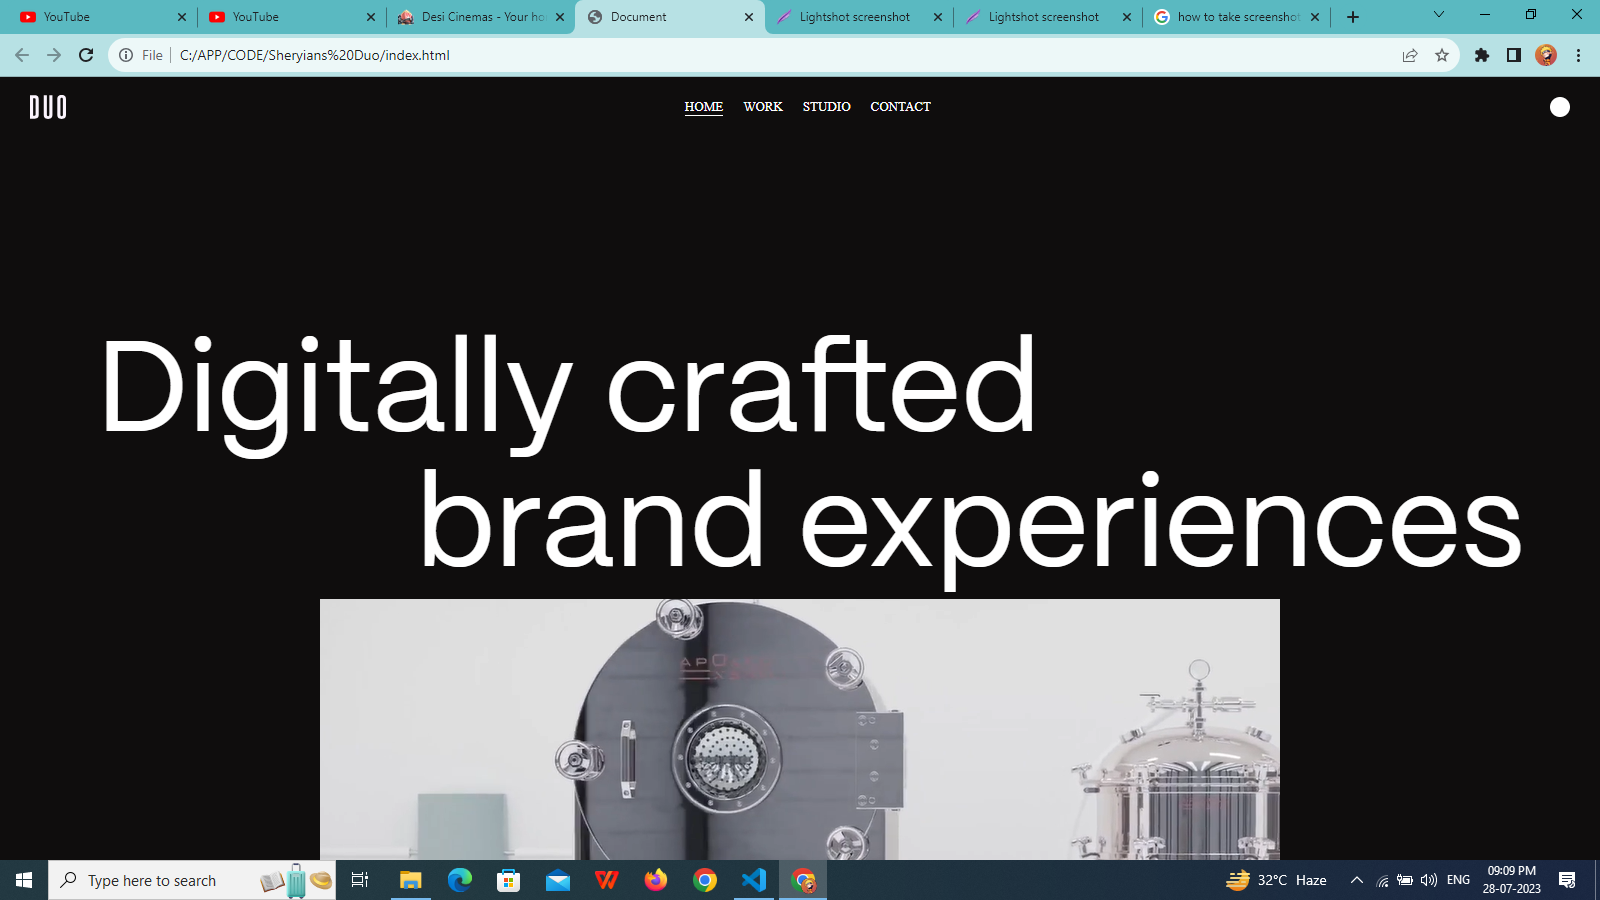 YouTube
YouTube
Desi Cinemas - Your ho
Document
Lightshot screenshot
Lightshot screenshot
how to take screenshot
File
C:/APP/CODE/Sheryians%20Duo/index.html
DUO
HOME WORK STUDIO CONTACT
Digitally crafted
brand experiences
Type here to search
32°C Haze
ENG
09:09 PM
28-07-2023